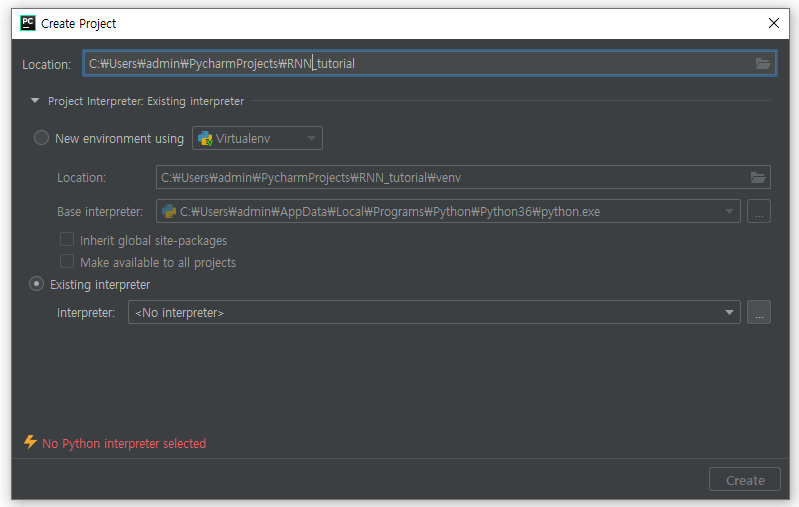 PC Create Project
Location: C:₩Users₩admin₩PycharmProjects₩RNN_tutorial
Project Interpreter: Existing interpreter
New environment using Virtualenv
Location: C:₩Users₩admin₩PycharmProjects₩RNN_tutorial₩venv
Base interpreter: C:₩Users₩admin₩AppData₩Local₩Programs₩Python₩Python36₩python.exe ...
Inherit global site-packages
Make available to all projects
Existing interpreter
Interpreter: <No interpreter> ...
No Python interpreter selected
Create